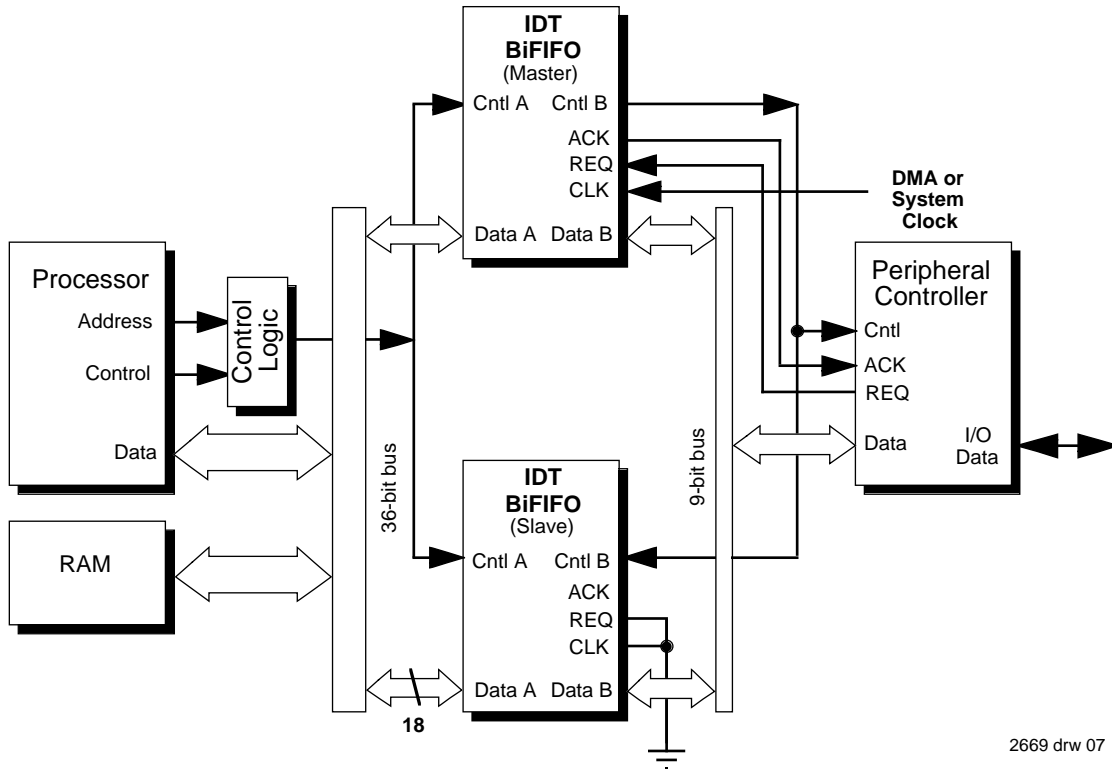 IDT
BiFIFO
(Master)
Cntl A
Cntl B
ACK
REQ
CLK
Data A
Data B
DMA or
System
Clock
Processor
Address
Control
Data
Control
Logic
RAM
36-bit bus
9-bit bus
Peripheral
Controller
Cntl
ACK
REQ
Data
I/O
Data
IDT
BiFIFO
(Slave)
Cntl A
Cntl B
ACK
REQ
CLK
Data A
Data B
18
2669 drw 07